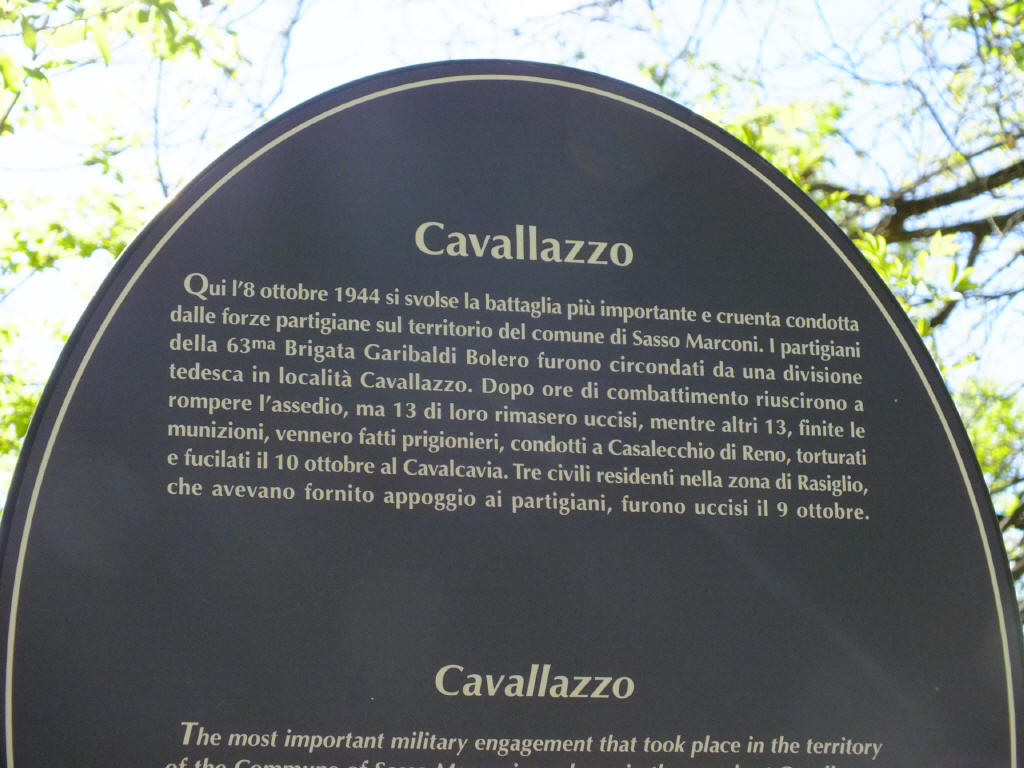 Cavallazzo
Qui l'8 ottobre 1944 si svolse la battaglia più importante e cruenta condotta
dalle forze partigiane sul territorio del comune di Sasso Marconi. I partigiani
della 63ma Brigata Garibaldi Bolero furono circondati da una divisione
tedesca in località Cavallazzo. Dopo ore di combattimento riuscirono a
rompere l'assedio, ma 13 di loro rimasero uccisi, mentre altri 13, finite le
munizioni, vennero fatti prigionieri, condotti a Casalecchio di Reno, torturati
e fucilati il 10 ottobre al Cavalcavia. Tre civili residenti nella zona di Rasiglio,
che avevano fornito appoggio ai partigiani, furono uccisi il 9 ottobre.
Cavallazzo
The most important military engagement that took place in the territory
of the Commune of Sasso